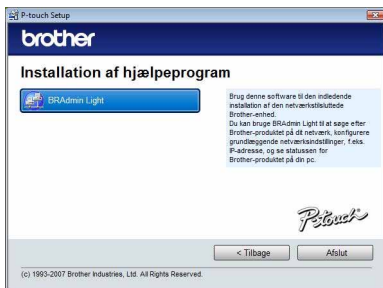 P-touch Setup
brother
Installation af hjælpeprogram
BRAdmin Light
Brug denne software til den indledende
installation af den netværkstilsluttede
Brother-enhed.
Du kan bruge BRAdmin Light til at søge efter
Brother-produktet på dit netværk, konfigurere
grundlæggende netværksindstillinger, f.eks.
IP-adresse, og se statussen for
Brother-produktet på din pc.
P-touch
< Tilbage
Afslut
(c) 1993-2007 Brother Industries, Ltd. All Rights Reserved.